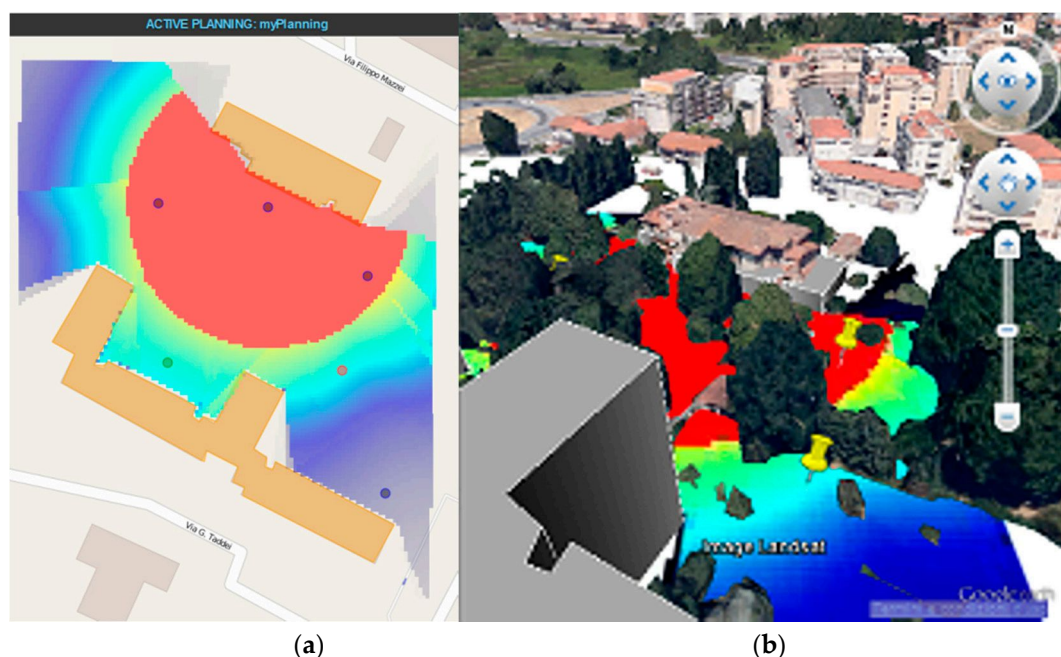 ACTIVE PLANNING: myPlanning
Via Filippo Mazzei
Via G. Taddei
N
Image Landsat
Google earth
(a)
(b)